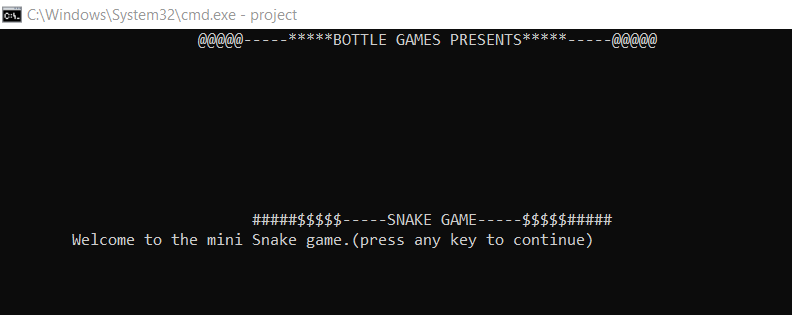 C:\Windows\System32\cmd.exe - project
@@@@@-----*****BOTTLE GAMES PRESENTS*****-----@@@@@
#####$$$$$-----SNAKE GAME-----$$$$$#####
Welcome to the mini Snake game.(press any key to continue)